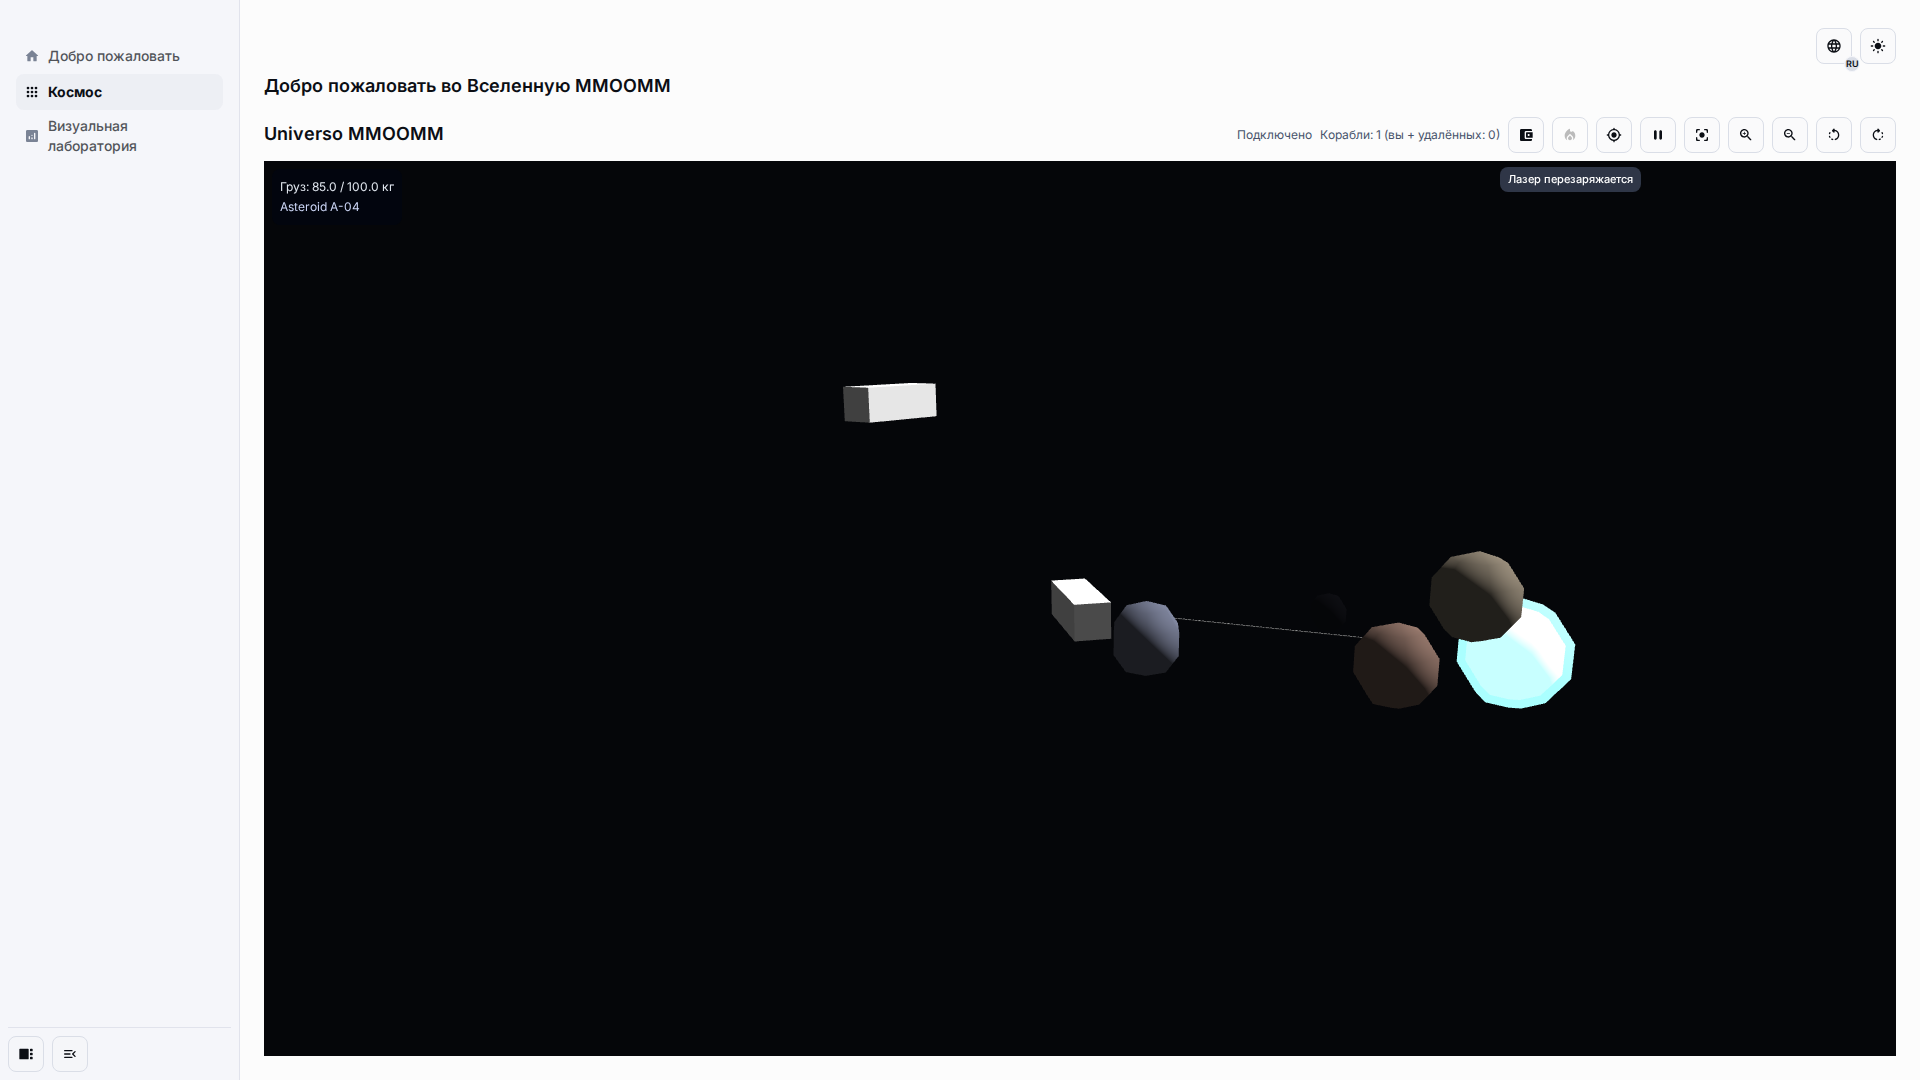 Добро пожаловать
Космос
Визуальная
лаборатория
RU
Добро пожаловать во Вселенную MMOOMM
Universo MMOOMM
Подключено Корабли: 1 (вы + удалённых: 0)
Лазер перезаряжается
Груз: 85.0 / 100.0 кг
Asteroid A-04